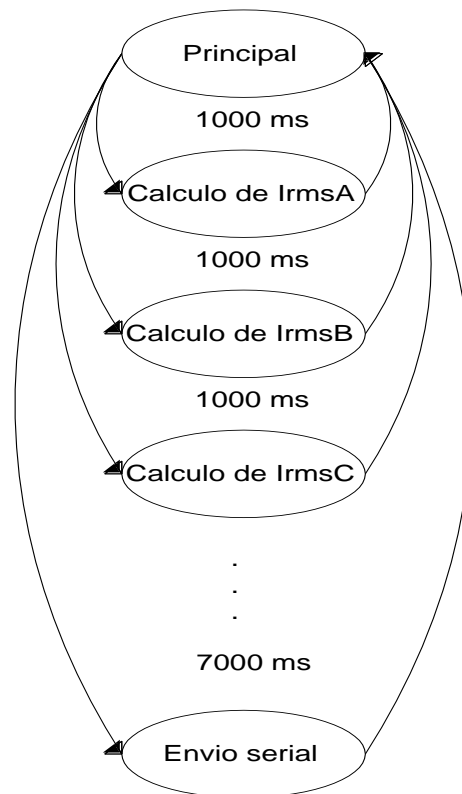 Principal
1000 ms
Calculo de IrmsA
1000 ms
Calculo de IrmsB
1000 ms
Calculo de IrmsC
.
.
.
7000 ms
Envio serial